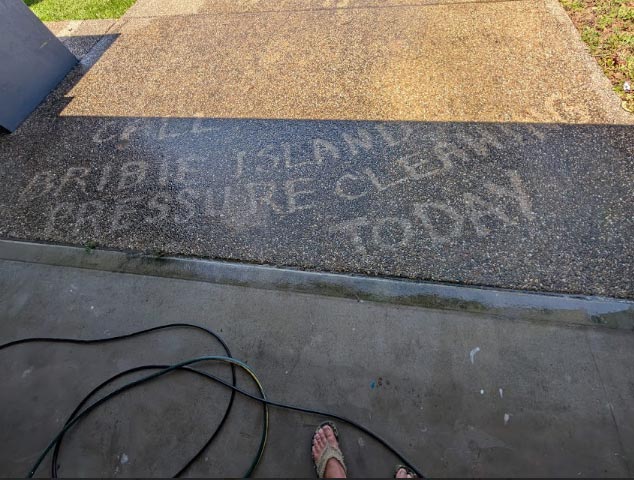 CALL
BRIBIE ISLAND
PRESSURE CLEANING
TODAY